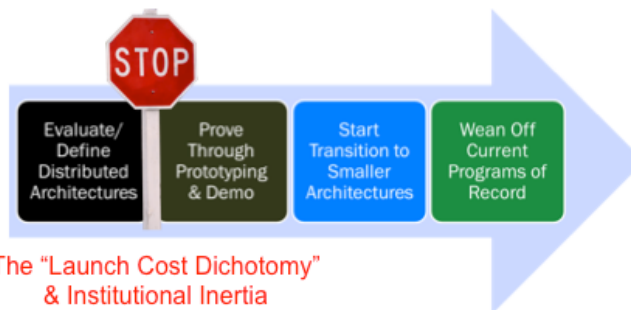 STOP
Evaluate/
Define
Distributed
Architectures
Prove
Through
Prototyping
& Demo
Start
Transition to
Smaller
Architectures
Wean Off
Current
Programs of
Record
The “Launch Cost Dichotomy”
& Institutional Inertia